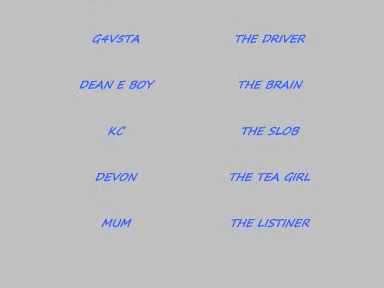 G4V5TA THE DRIVER
DEAN E BOY THE BRAIN
KC THE SLOB
DEVON THE TEA GIRL
MUM THE LISTINER